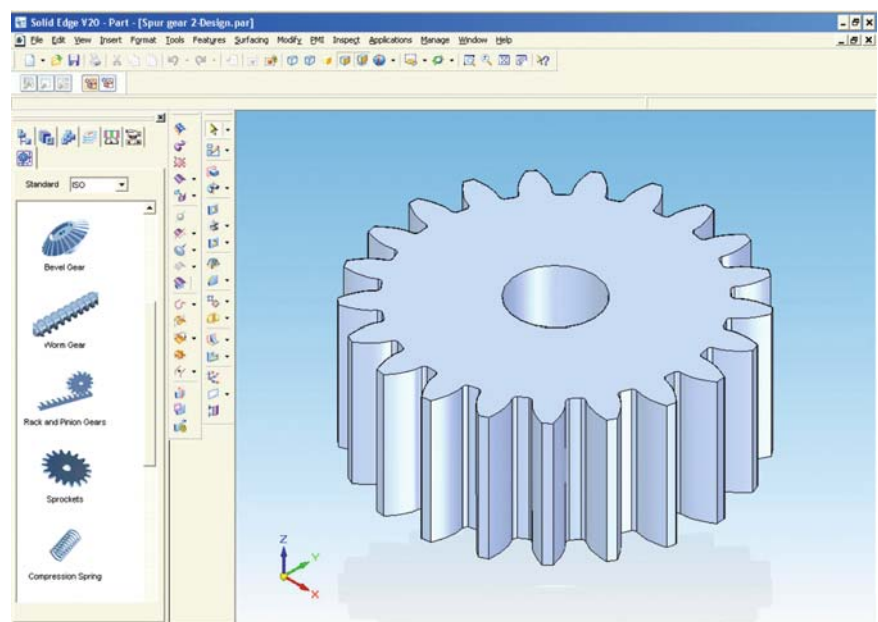 Solid Edge V20 - Part - [Spur gear 2-Design.par]
File Edit View Insert Format Tools Features Surfacing Modify PMI Inspect Applications Manage Window Help
Standard ISO
Bevel Gear
Worm Gear
Rack and Pinion Gears
Sprockets
Compression Spring
Z
Y
X